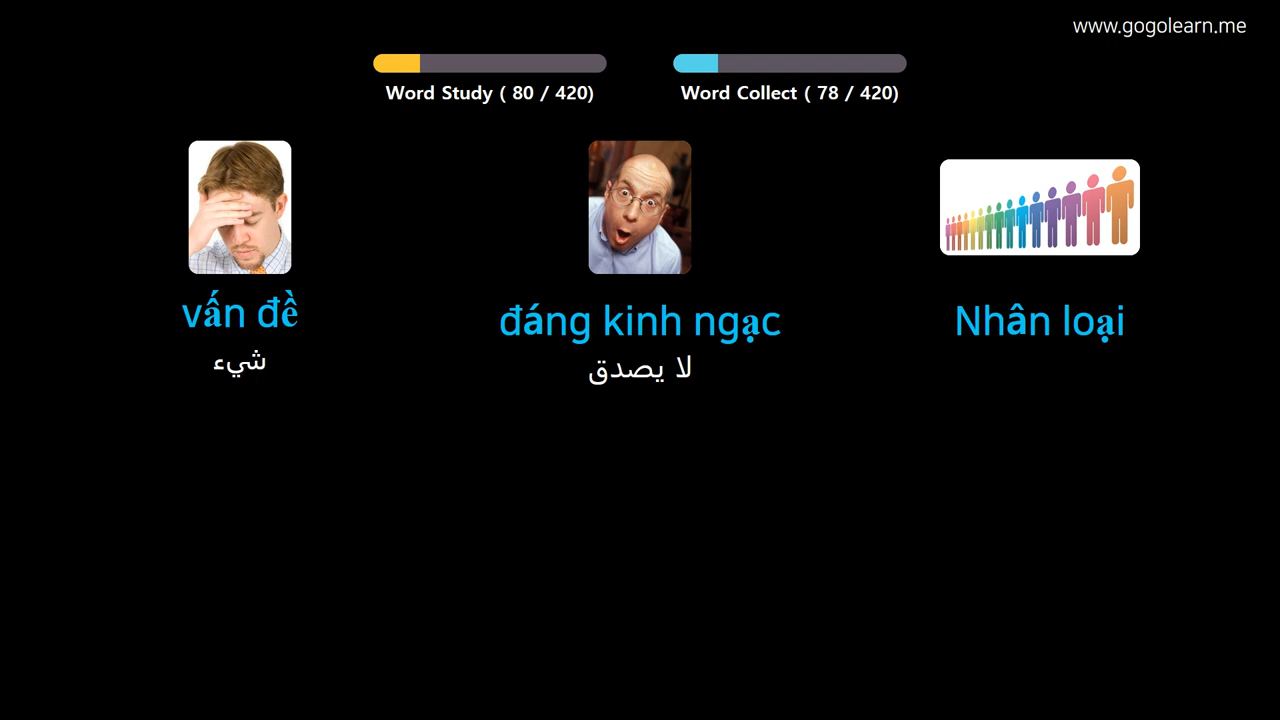 www.gogolearn.me
Word Study ( 80 / 420)
Word Collect ( 78 / 420)
vấn đề
شيء
đáng kinh ngạc
لا يصدق
Nhân loại